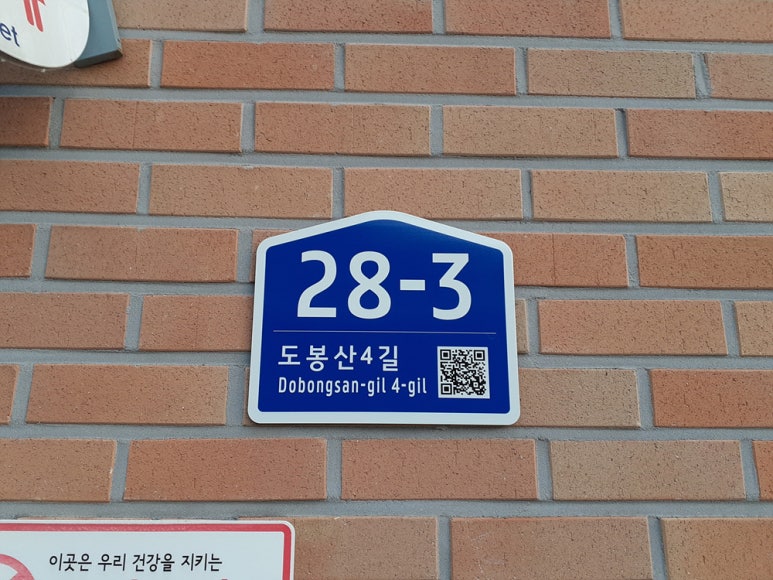 et
28-3
도봉산4길
Dobongsan-gil 4-gil
이곳은 우리 건강을 지키는